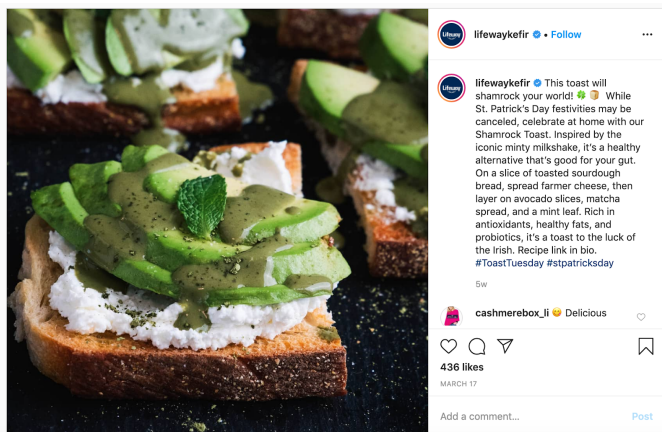 lifewaykefir • Follow
Lifeway
lifewaykefir This toast will
shamrock your world! 🍀 🍞 While
St. Patrick's Day festivities may be
canceled, celebrate at home with our
Shamrock Toast. Inspired by the
iconic minty milkshake, it's a healthy
alternative that's good for your gut.
On a slice of toasted sourdough
bread, spread farmer cheese, then
layer on avocado slices, matcha
spread, and a mint leaf. Rich in
antioxidants, healthy fats, and
probiotics, it's a toast to the luck of
the Irish. Recipe link in bio.
#ToastTuesday #stpatricksday
5w
cashmerebox_li 😋 Delicious
436 likes
MARCH 17
Add a comment...
Post